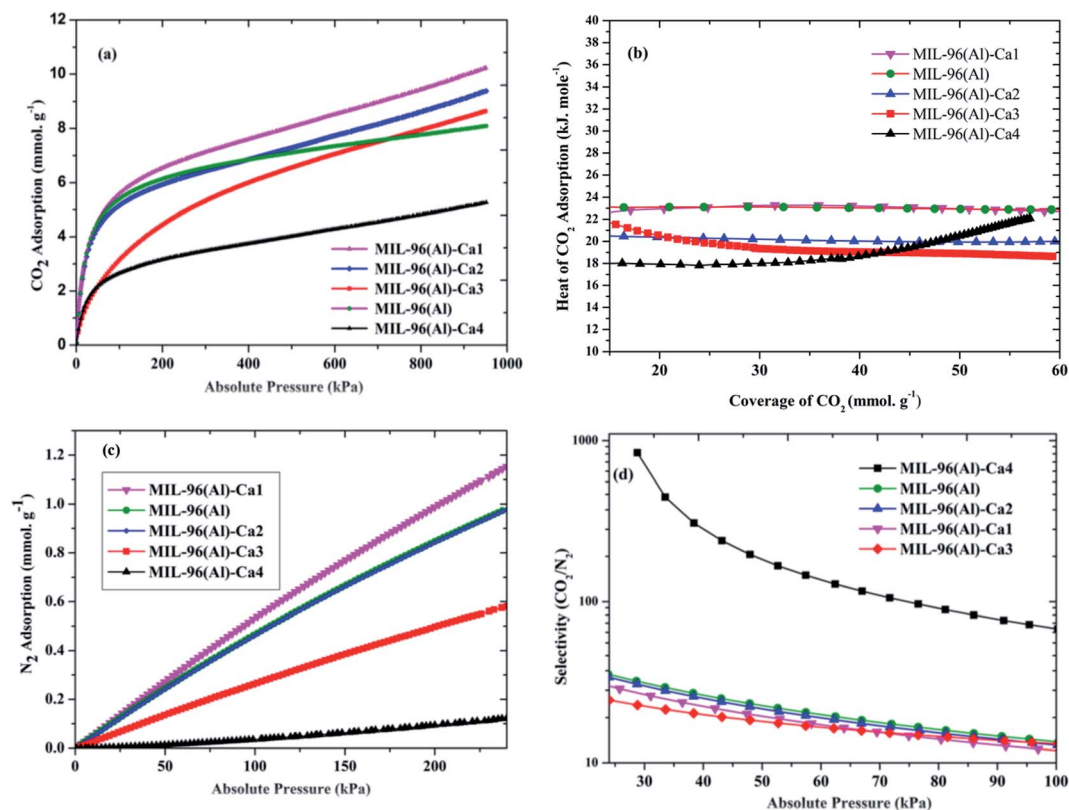 (a)
CO2 Adsorption (mmol. g-1)
12
10
8
6
4
2
0
MIL-96(Al)-Ca1
MIL-96(Al)-Ca2
MIL-96(Al)-Ca3
MIL-96(Al)
MIL-96(Al)-Ca4
0 200 400 600 800 1000
Absolute Pressure (kPa)
(b)
Heat of CO2 Adsorption (kJ. mole-1)
40
38
36
34
32
30
28
26
24
22
20
18
16
14
12
10
MIL-96(Al)-Ca1
MIL-96(Al)
MIL-96(Al)-Ca2
MIL-96(Al)-Ca3
MIL-96(Al)-Ca4
20 30 40 50 60
Coverage of CO2 (mmol. g-1)
(c)
N2 Adsorption (mmol. g-1)
1.2
1.0
0.8
0.6
0.4
0.2
0.0
MIL-96(Al)-Ca1
MIL-96(Al)
MIL-96(Al)-Ca2
MIL-96(Al)-Ca3
MIL-96(Al)-Ca4
0 50 100 150 200
Absolute Pressure (kPa)
(d)
Selectivity (CO2/N2)
1000
100
10
MIL-96(Al)-Ca4
MIL-96(Al)
MIL-96(Al)-Ca2
MIL-96(Al)-Ca1
MIL-96(Al)-Ca3
30 40 50 60 70 80 90 100
Absolute Pressure (kPa)